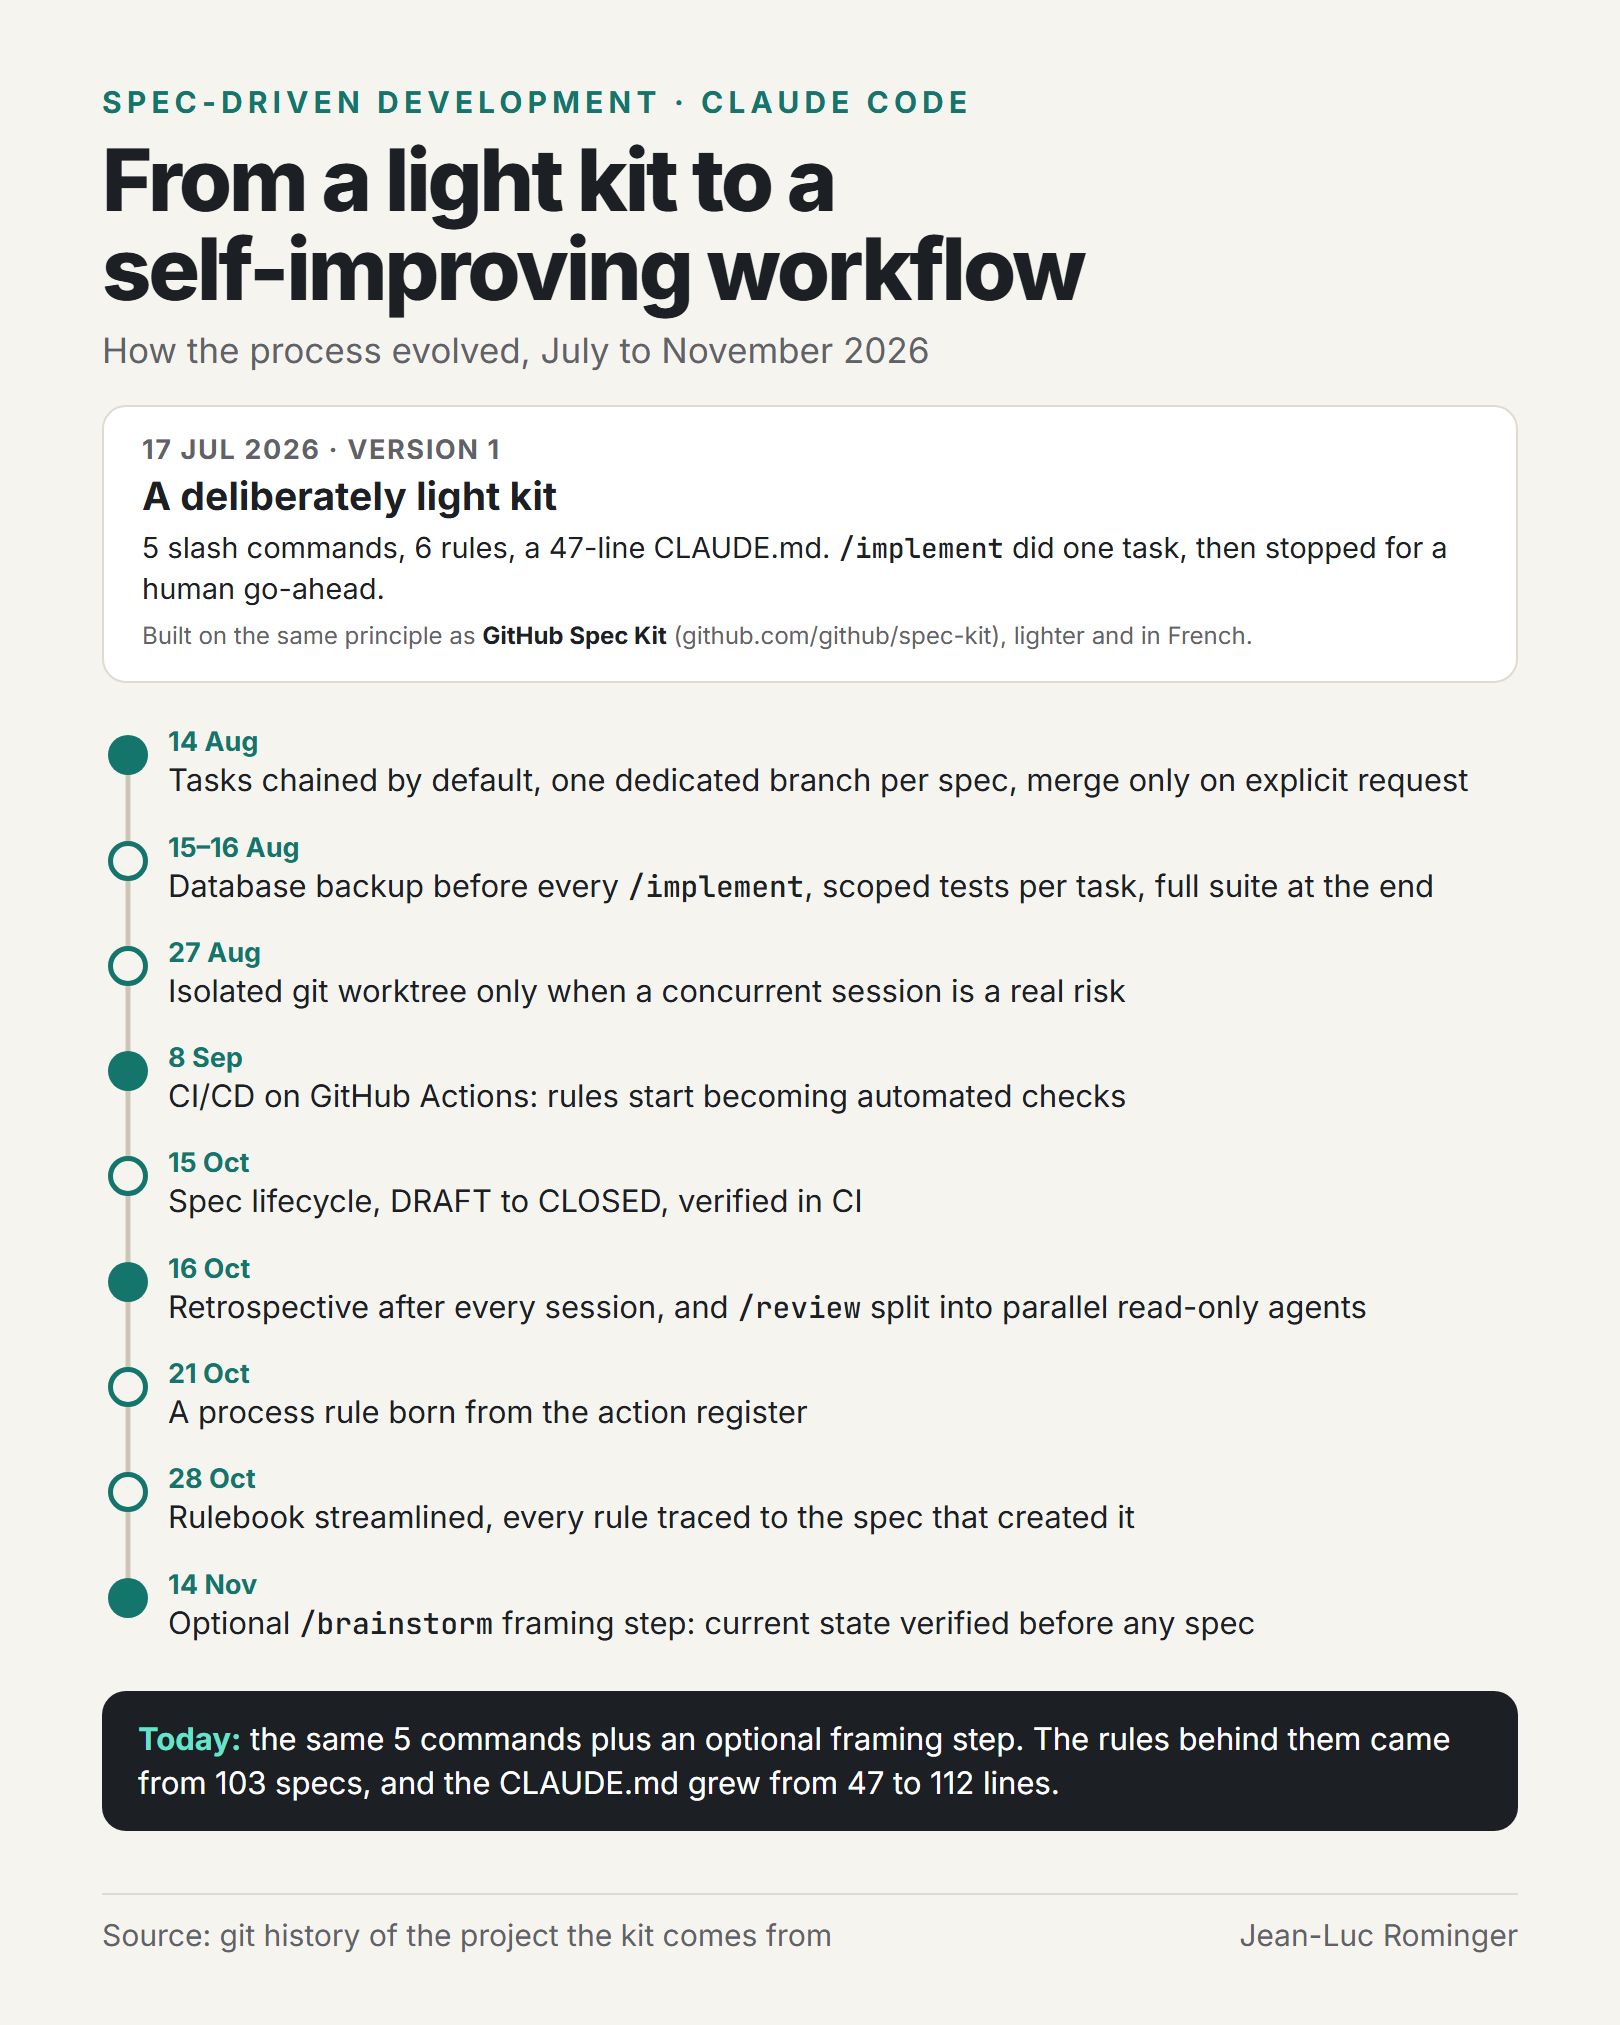 SPEC-DRIVEN DEVELOPMENT · CLAUDE CODE
From a light kit to a
self-improving workflow
How the process evolved, July to November 2026
17 JUL 2026 · VERSION 1
A deliberately light kit
5 slash commands, 6 rules, a 47-line CLAUDE.md. /implement did one task, then stopped for a
human go-ahead.
Built on the same principle as GitHub Spec Kit (github.com/github/spec-kit), lighter and in French.
14 Aug
Tasks chained by default, one dedicated branch per spec, merge only on explicit request
15–16 Aug
Database backup before every /implement, scoped tests per task, full suite at the end
27 Aug
Isolated git worktree only when a concurrent session is a real risk
8 Sep
CI/CD on GitHub Actions: rules start becoming automated checks
15 Oct
Spec lifecycle, DRAFT to CLOSED, verified in CI
16 Oct
Retrospective after every session, and /review split into parallel read-only agents
21 Oct
A process rule born from the action register
28 Oct
Rulebook streamlined, every rule traced to the spec that created it
14 Nov
Optional /brainstorm framing step: current state verified before any spec
Today: the same 5 commands plus an optional framing step. The rules behind them came
from 103 specs, and the CLAUDE.md grew from 47 to 112 lines.
Source: git history of the project the kit comes from
Jean-Luc Rominger